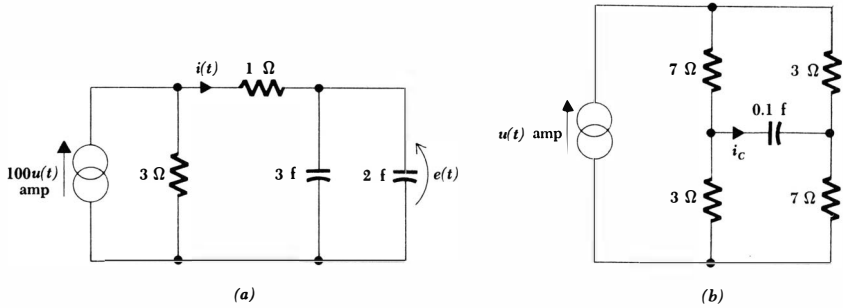 i(t)
1 Ω
100u(t)
amp
3 Ω
3 f
2 f
e(t)
(a)
7 Ω
3 Ω
0.1 f
u(t) amp
i_C
3 Ω
7 Ω
(b)